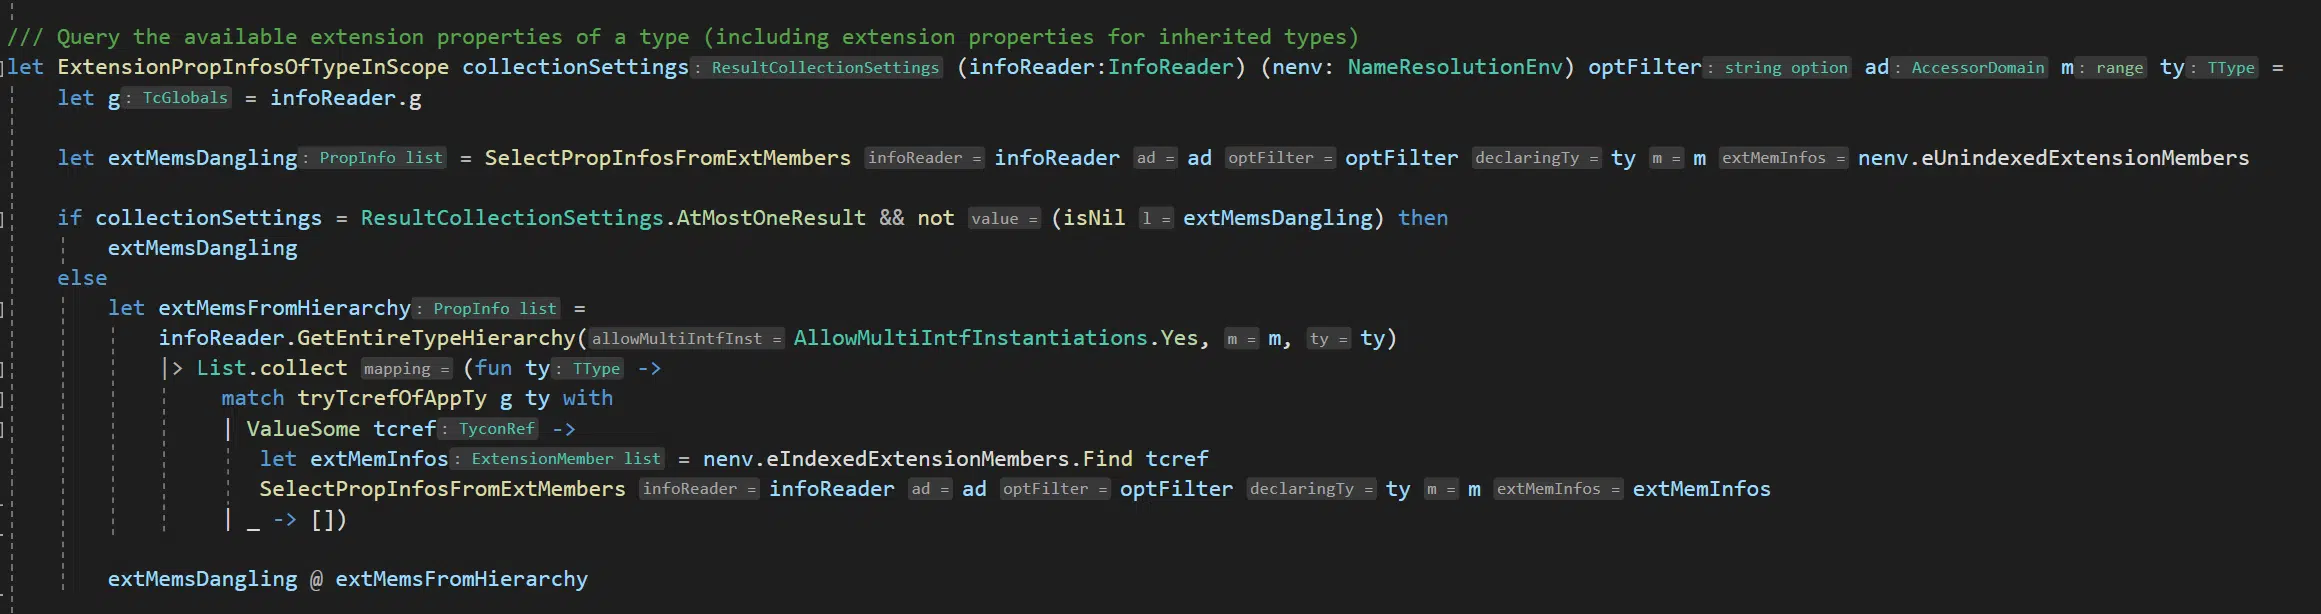 /// Query the available extension properties of a type (including extension properties for inherited types)
let ExtensionPropInfosOfTypeInScope collectionSettings: ResultCollectionSettings (infoReader:InfoReader) (nenv: NameResolutionEnv) optFilter: string option ad: AccessorDomain m: range ty: TType =
let g: TcGlobals = infoReader.g
let extMemsDangling: PropInfo list = SelectPropInfosFromExtMembers infoReader = infoReader ad = ad optFilter = optFilter declaringTy = ty m = m extMemInfos = nenv.eUnindexedExtensionMembers
if collectionSettings = ResultCollectionSettings.AtMostOneResult && not value = (isNil l = extMemsDangling) then
extMemsDangling
else
let extMemsFromHierarchy: PropInfo list =
infoReader.GetEntireTypeHierarchy(allowMultiIntfInst = AllowMultiIntfInstantiations.Yes, m = m, ty = ty)
|> List.collect mapping = (fun ty: TType ->
match tryTcrefOfAppTy g ty with
| ValueSome tcref: TyconRef ->
let extMemInfos: ExtensionMember list = nenv.eIndexedExtensionMembers.Find tcref
SelectPropInfosFromExtMembers infoReader = infoReader ad = ad optFilter = optFilter declaringTy = ty m = m extMemInfos = extMemInfos
| _ -> [])
extMemsDangling @ extMemsFromHierarchy